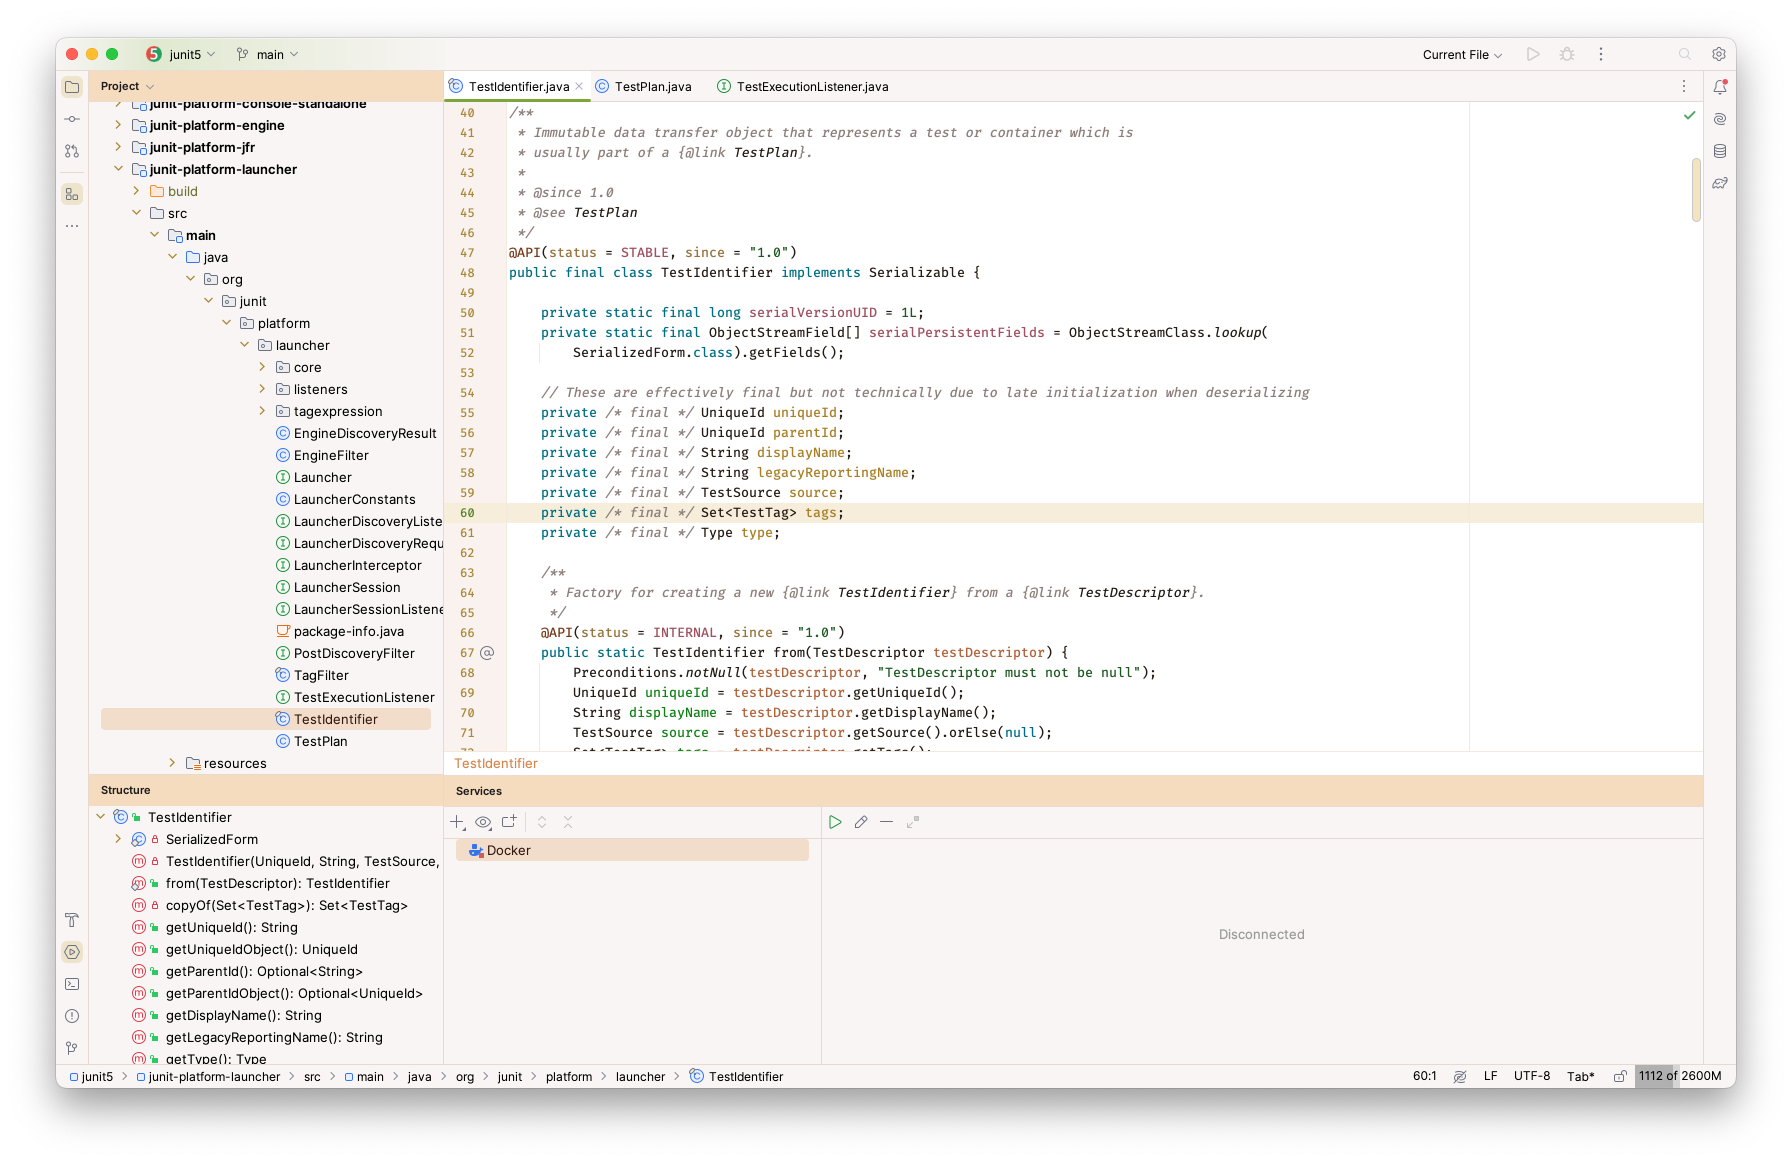 5 junit5 main Current File
Project
junit-platform-console-standalone
junit-platform-engine
junit-platform-jfr
junit-platform-launcher
build
src
main
java
org
junit
platform
launcher
core
listeners
tagexpression
EngineDiscoveryResult
EngineFilter
Launcher
LauncherConstants
LauncherDiscoveryListe
LauncherDiscoveryRequ
LauncherInterceptor
LauncherSession
LauncherSessionListene
package-info.java
PostDiscoveryFilter
TagFilter
TestExecutionListener
TestIdentifier
TestPlan
resources
TestIdentifier.java TestPlan.java TestExecutionListener.java
40 /**
41 * Immutable data transfer object that represents a test or container which is
42 * usually part of a {@link TestPlan}.
43 *
44 * @since 1.0
45 * @see TestPlan
46 */
47 @API(status = STABLE, since = "1.0")
48 public final class TestIdentifier implements Serializable {
49
50 private static final long serialVersionUID = 1L;
51 private static final ObjectStreamField[] serialPersistentFields = ObjectStreamClass.lookup(
52 SerializedForm.class).getFields();
53
54 // These are effectively final but not technically due to late initialization when deserializing
55 private /* final */ UniqueId uniqueId;
56 private /* final */ UniqueId parentId;
57 private /* final */ String displayName;
58 private /* final */ String legacyReportingName;
59 private /* final */ TestSource source;
60 private /* final */ Set<TestTag> tags;
61 private /* final */ Type type;
62
63 /**
64 * Factory for creating a new {@link TestIdentifier} from a {@link TestDescriptor}.
65 */
66 @API(status = INTERNAL, since = "1.0")
67 public static TestIdentifier from(TestDescriptor testDescriptor) {
68 Preconditions.notNull(testDescriptor, "TestDescriptor must not be null");
69 UniqueId uniqueId = testDescriptor.getUniqueId();
70 String displayName = testDescriptor.getDisplayName();
71 TestSource source = testDescriptor.getSource().orElse(null);
72 Set<TestTag> tags = testDescriptor.getTags();
TestIdentifier
Structure
TestIdentifier
SerializedForm
TestIdentifier(UniqueId, String, TestSource,
from(TestDescriptor): TestIdentifier
copyOf(Set<TestTag>): Set<TestTag>
getUniqueId(): String
getUniqueIdObject(): UniqueId
getParentId(): Optional<String>
getParentIdObject(): Optional<UniqueId>
getDisplayName(): String
getLegacyReportingName(): String
getType(): Type
Services
Docker
Disconnected
junit5 junit-platform-launcher src main java org junit platform launcher TestIdentifier 60:1 LF UTF-8 Tab* 1112 of 2600M